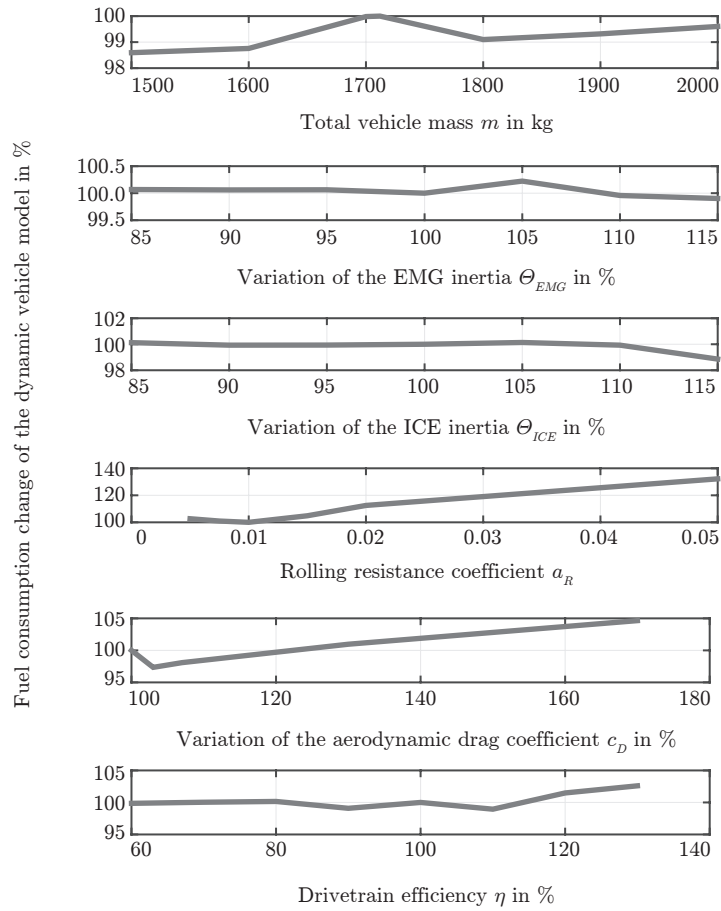 Fuel consumption change of the dynamic vehicle model in %
100
99
98
1500 1600 1700 1800 1900 2000
Total vehicle mass m in kg
100.5
100.0
99.5
85 90 95 100 105 110 115
Variation of the EMG inertia Θ_EMG in %
102
100
98
85 90 95 100 105 110 115
Variation of the ICE inertia Θ_ICE in %
140
120
100
0 0.01 0.02 0.03 0.04 0.05
Rolling resistance coefficient a_R
105
100
95
100 120 140 160 180
Variation of the aerodynamic drag coefficient c_D in %
105
100
95
60 80 100 120 140
Drivetrain efficiency η in %